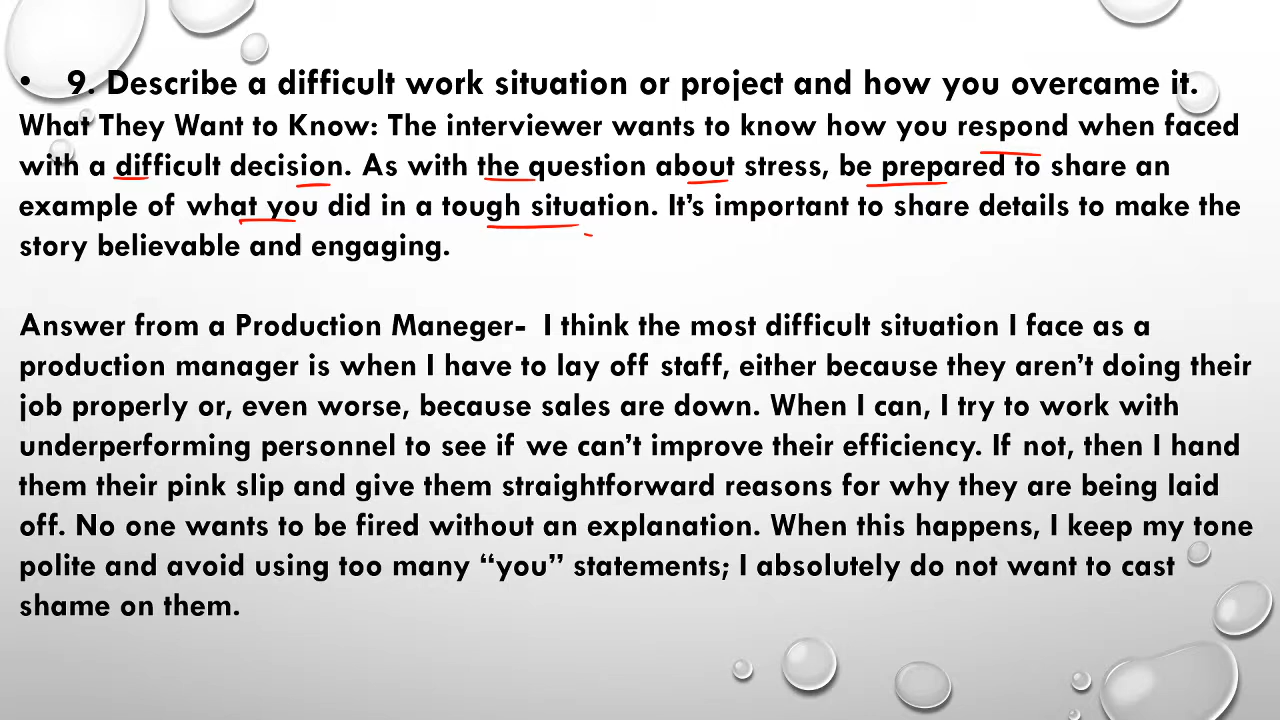 • 9. Describe a difficult work situation or project and how you overcame it.
What They Want to Know: The interviewer wants to know how you respond when faced
with a difficult decision. As with the question about stress, be prepared to share an
example of what you did in a tough situation. It’s important to share details to make the
story believable and engaging.
Answer from a Production Maneger- I think the most difficult situation I face as a
production manager is when I have to lay off staff, either because they aren’t doing their
job properly or, even worse, because sales are down. When I can, I try to work with
underperforming personnel to see if we can’t improve their efficiency. If not, then I hand
them their pink slip and give them straightforward reasons for why they are being laid
off. No one wants to be fired without an explanation. When this happens, I keep my tone
polite and avoid using too many “you” statements; I absolutely do not want to cast
shame on them.